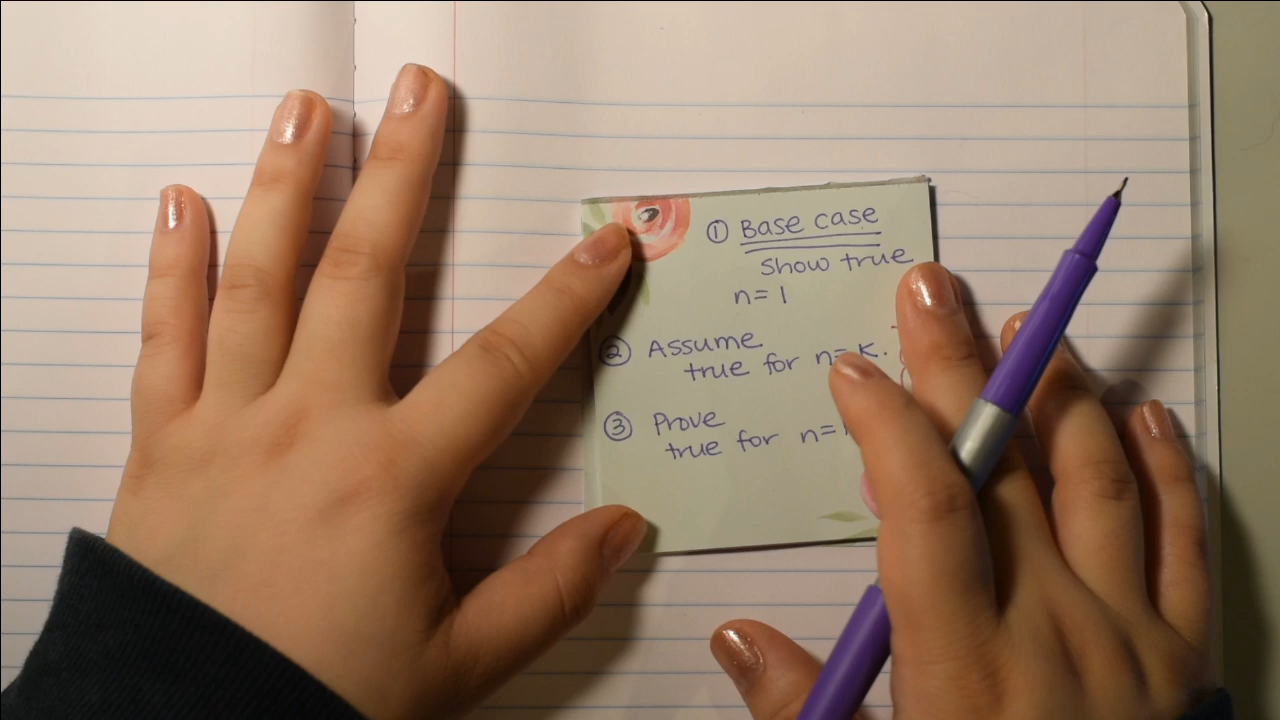 ① Base case
Show true
n= 1
② Assume
true for n= K.
③ Prove
true for n=